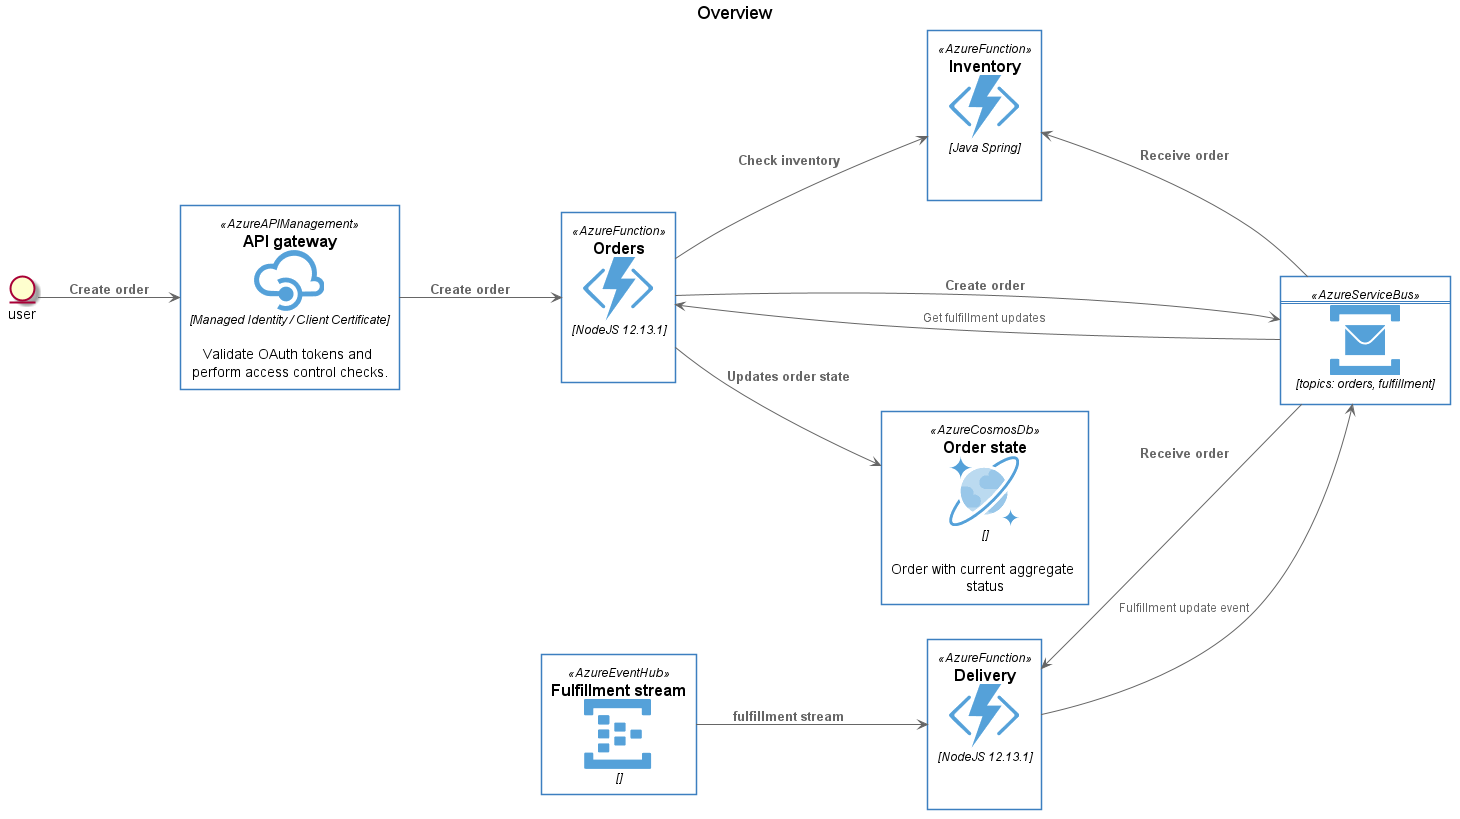 Overview
«AzureFunction»
Inventory
[Java Spring]
Check inventory
Receive order
«AzureAPIManagement»
API gateway
[Managed Identity / Client Certificate]
Validate OAuth tokens and
perform access control checks.
user
Create order
Create order
«AzureFunction»
Orders
[NodeJS 12.13.1]
Create order
Get fulfillment updates
«AzureServiceBus»
[topics: orders, fulfillment]
Updates order state
«AzureCosmosDb»
Order state
[]
Order with current aggregate
status
Receive order
Fulfillment update event
«AzureEventHub»
Fulfillment stream
[]
fulfillment stream
«AzureFunction»
Delivery
[NodeJS 12.13.1]